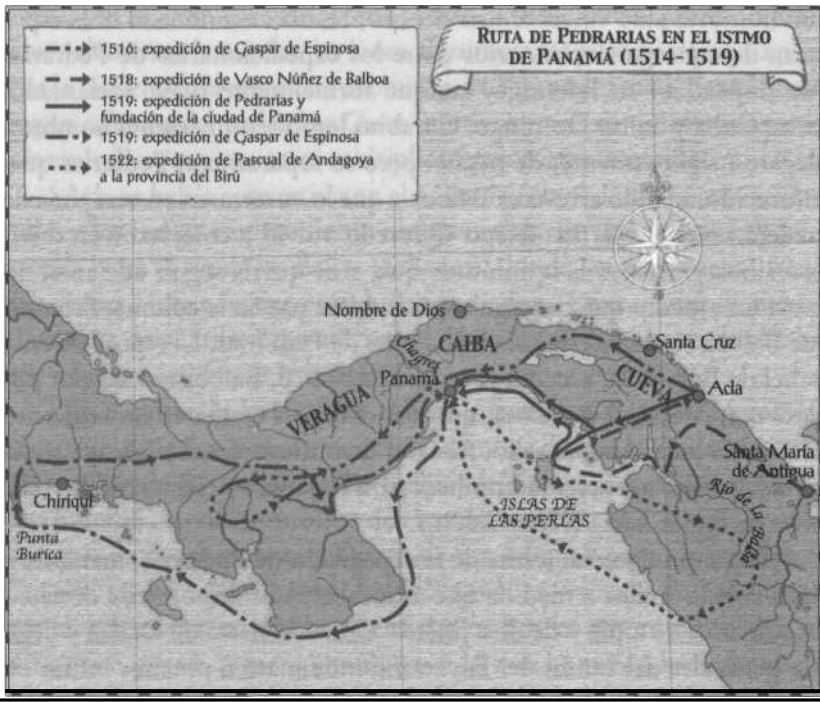 RUTA DE PEDRARIAS EN EL ISTMO
DE PANAMÁ (1514-1519)
1516: expedición de Gaspar de Espinosa
1518: expedición de Vasco Núñez de Balboa
1519: expedición de Pedrarias y
fundación de la ciudad de Panamá
1519: expedición de Gaspar de Espinosa
1522: expedición de Pascual de Andagoya
a la provincia del Birú
Nombre de Dios
Chagres
CAIBA
Santa Cruz
Panamá
CUEVA
Acla
VERAGUA
Santa María
de Antigua
Chiriquí
Río de la Balsa
ISLAS DE
LAS PERLAS
Punta
Burica